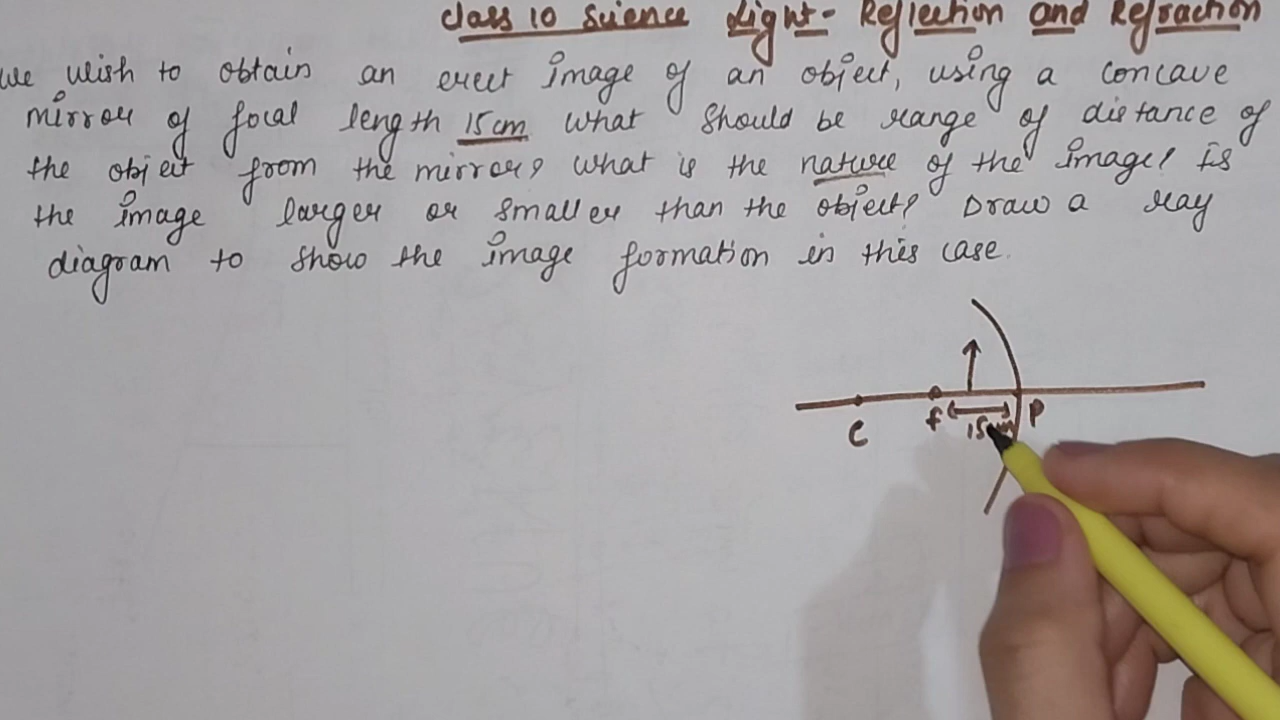 Class 10 Science Light - Reflection and Refraction
We wish to obtain an erect image of an object, using a concave
mirror of focal length 15cm what should be range of distance of
the object from the mirror? what is the nature of the image? Is
the image larger or smaller than the object? Draw a ray
diagram to show the image formation in this case.
C F 15cm P